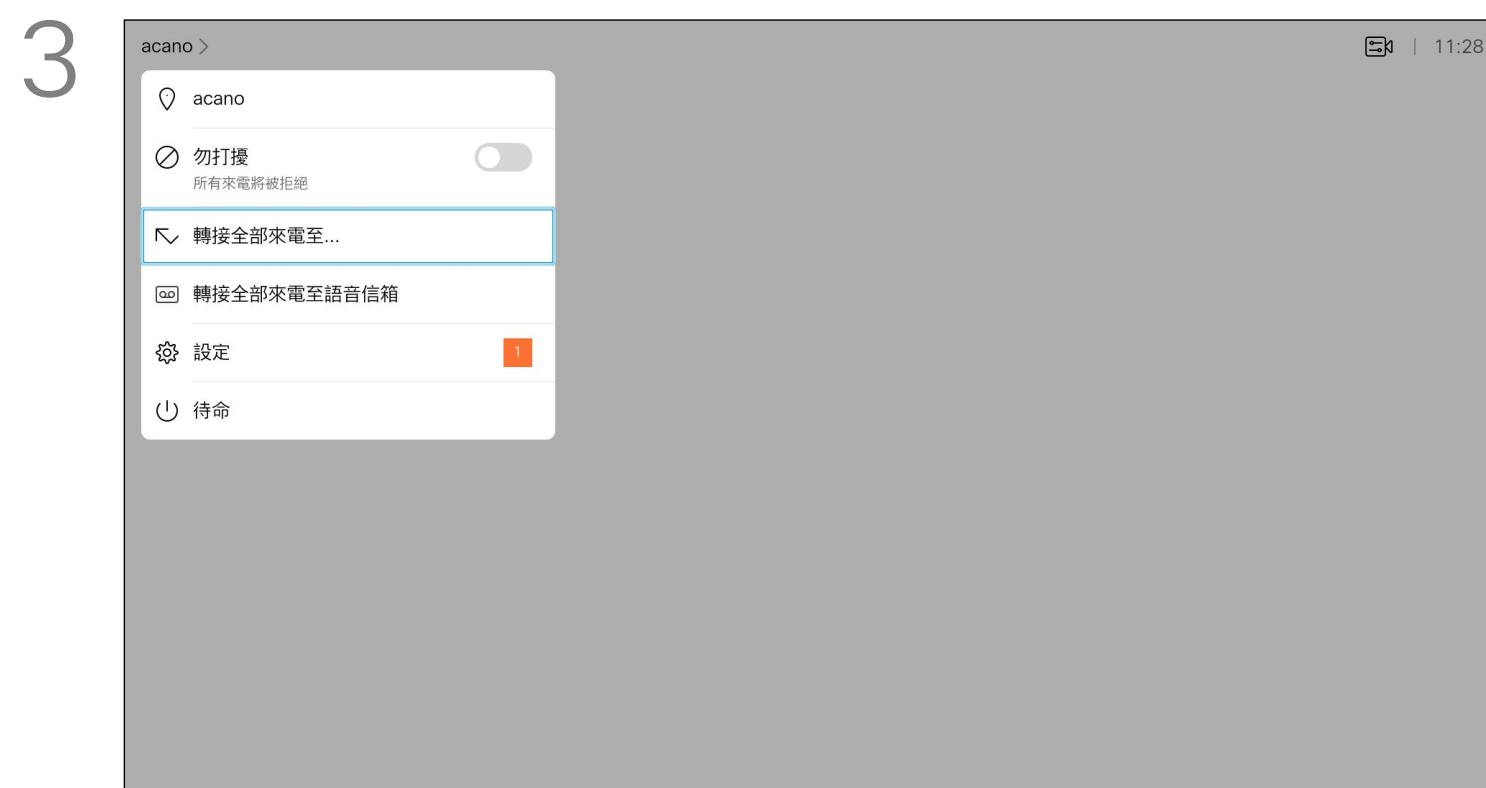 3
acano >
11:28
acano
勿打擾
所有來電將被拒絕
轉接全部來電至...
轉接全部來電至語音信箱
設定
1
待命